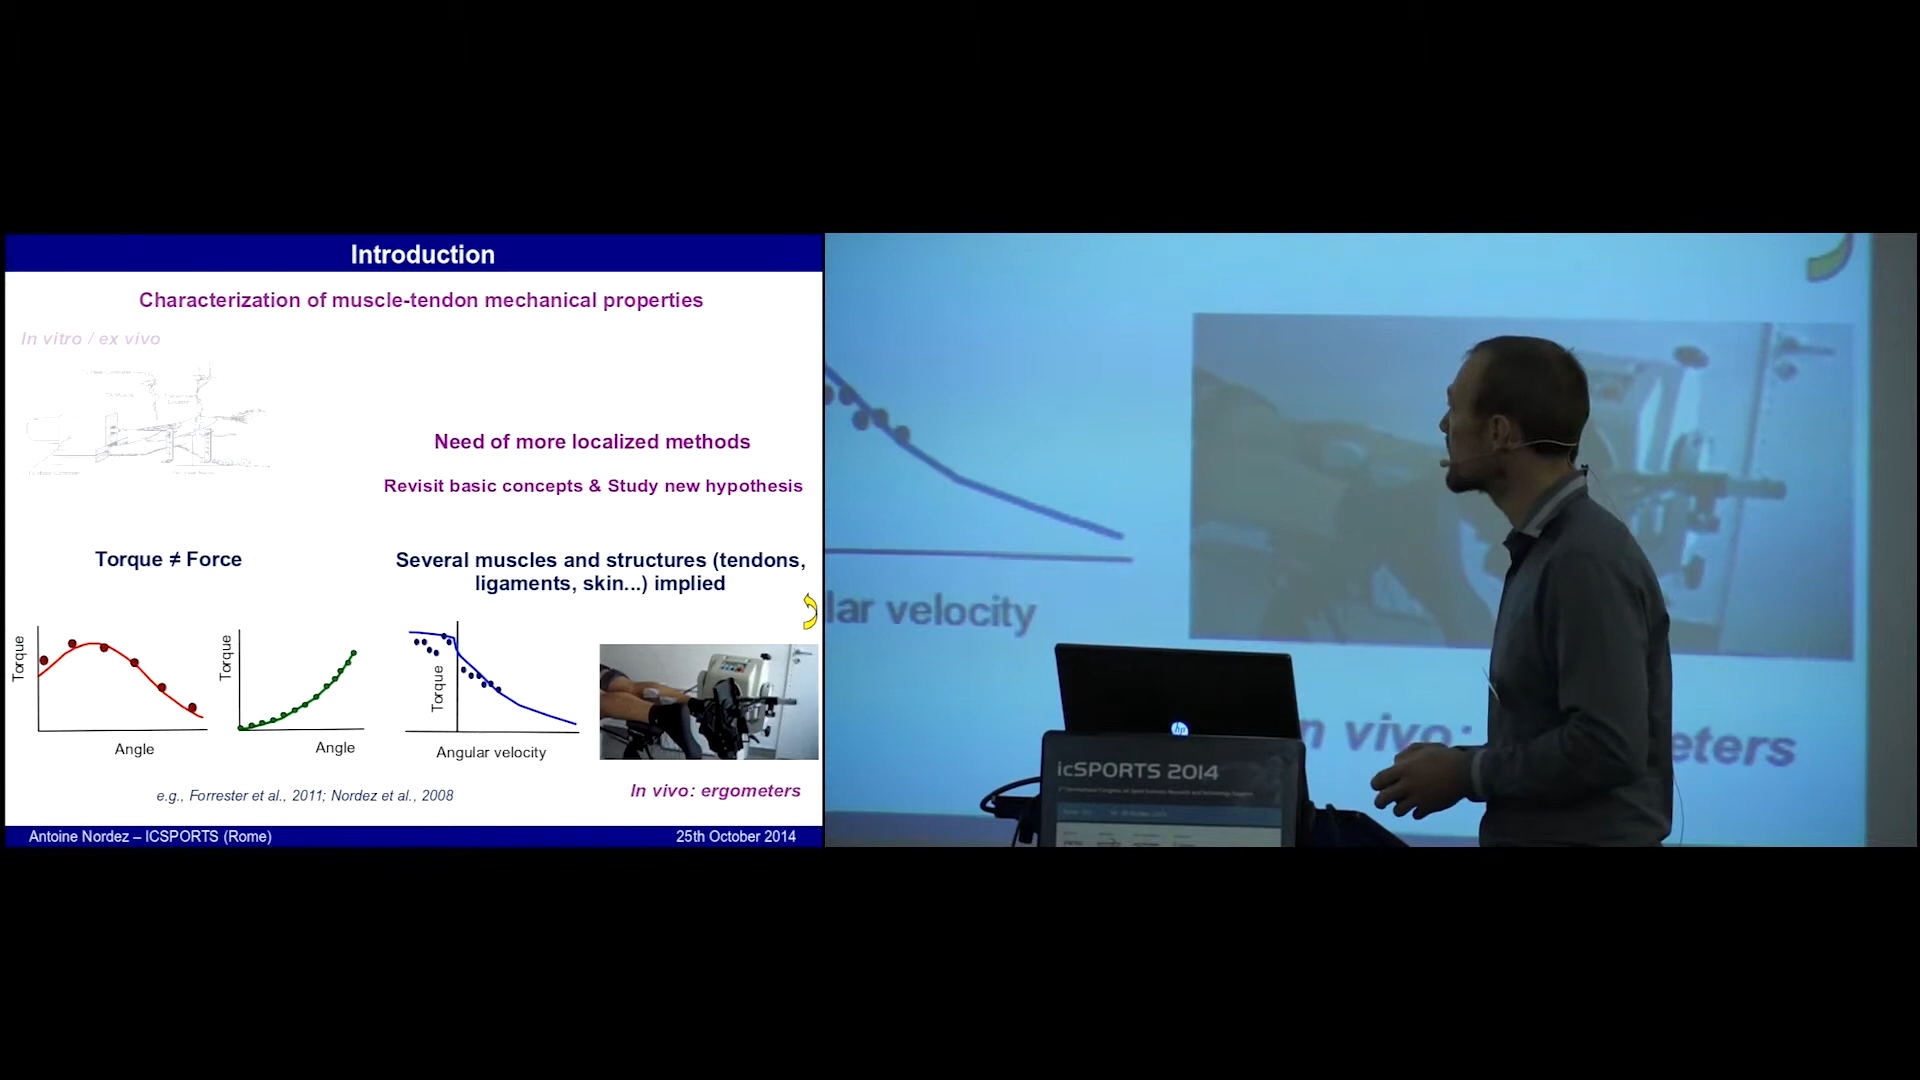 Introduction
Characterization of muscle-tendon mechanical properties
In vitro / ex vivo
Need of more localized methods
Revisit basic concepts & Study new hypothesis
Torque ≠ Force
Several muscles and structures (tendons,
ligaments, skin...) implied
Torque
Angle
Torque
Angle
Torque
Angular velocity
e.g., Forrester et al., 2011; Nordez et al., 2008
In vivo: ergometers
Antoine Nordez – ICSPORTS (Rome)
25th October 2014
lar velocity
n vivo:
eters
hp
icSPORTS 2014